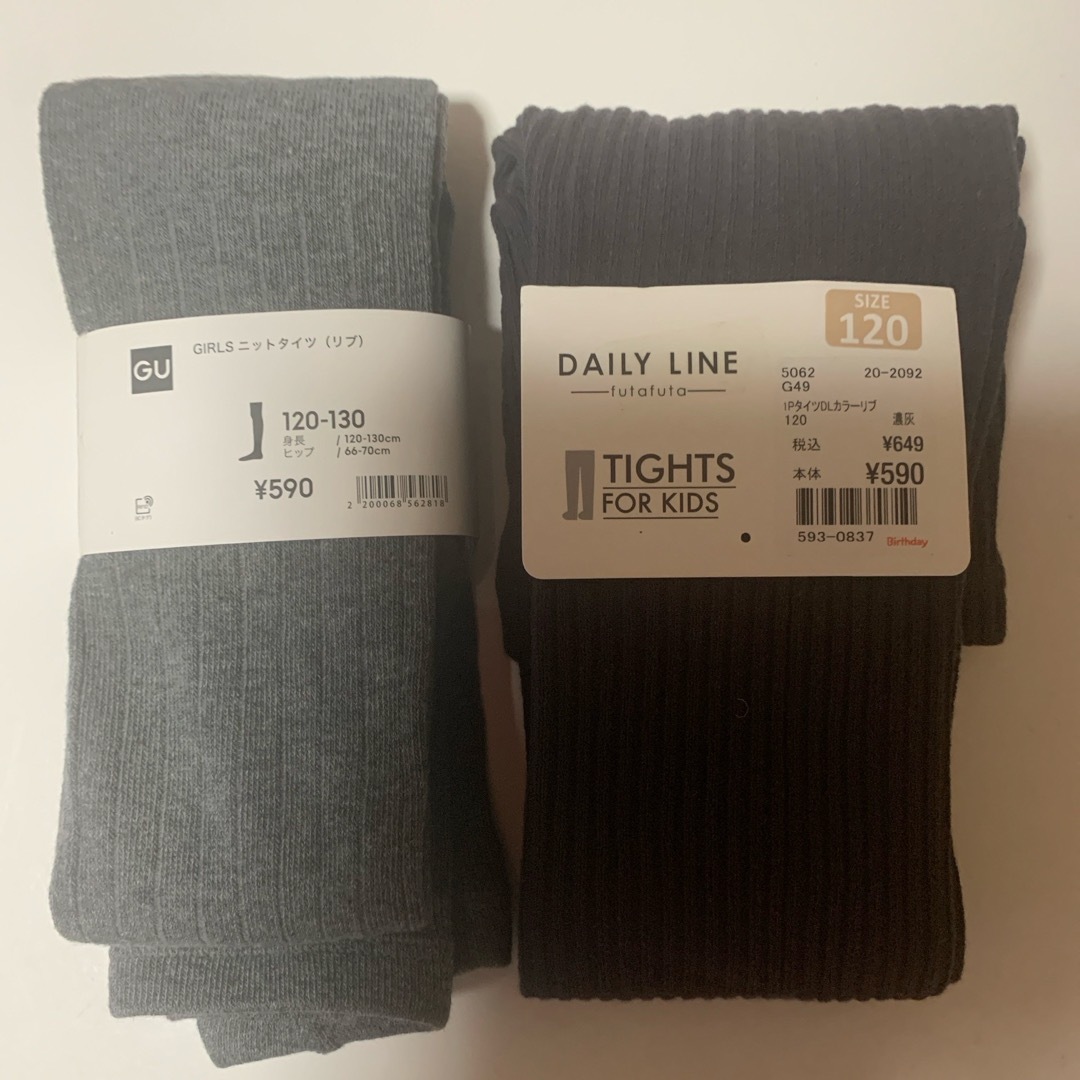 GU
GIRLS ニットタイツ（リブ）
120-130
身長 / 120-130cm
ヒップ / 66-70cm
¥590
2 200068 562818
SIZE
120
DAILY LINE
futafuta
TIGHTS
FOR KIDS
5062 20-2092
G49
1PタイツDLカラーリブ
120 濃灰
税込 ¥649
本体 ¥590
593-0837 Birthday